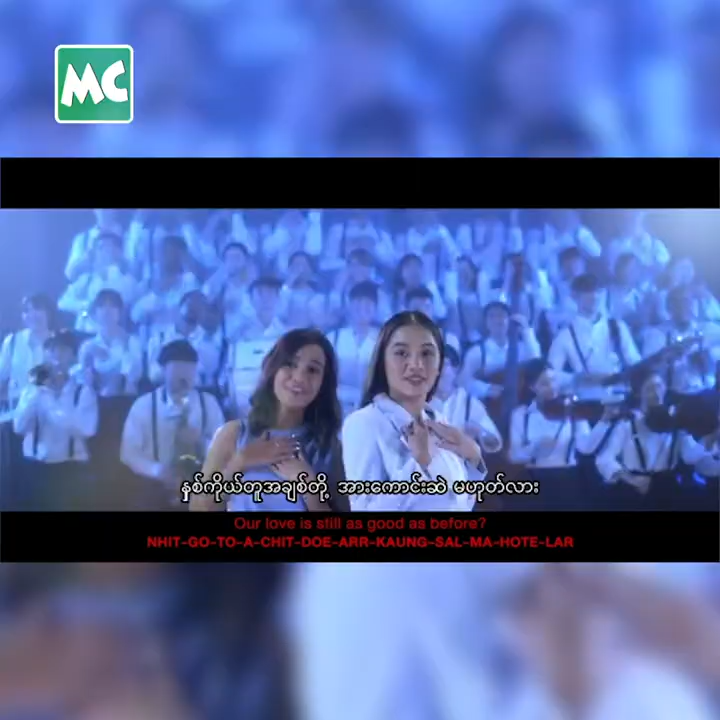 MC
နှစ်ကိုယ်တူအချစ်တို့ အားကောင်းဆဲ မဟုတ်လား
Our love is still as good as before?
NHIT-GO-TO-A-CHIT-DOE-ARR-KAUNG-SAL-MA-HOTE-LAR